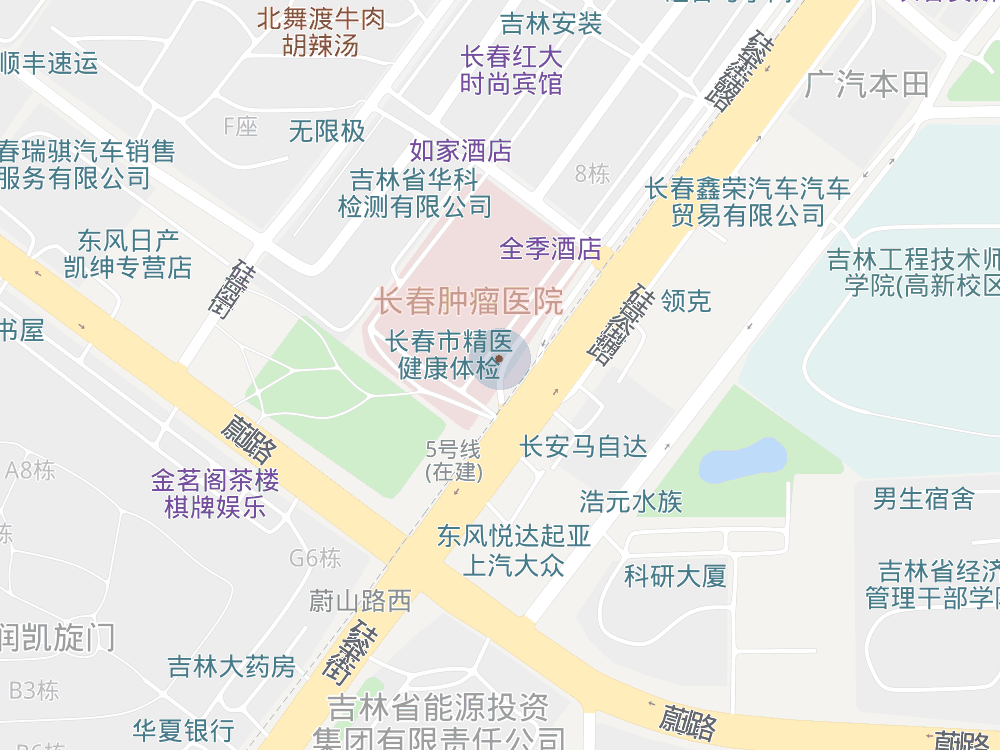 北舞渡牛肉
胡辣汤
吉林安装
顺丰速运
长春红大
时尚宾馆
广汽本田
F座
无限极
如家酒店
春瑞骐汽车销售
服务有限公司
吉林省华科
检测有限公司
8栋
长春鑫荣汽车汽车
贸易有限公司
东风日产
凯绅专营店
全季酒店
吉林工程技术师
学院(高新校区
长春肿瘤医院
领克
书屋
长春市精医
健康体检
蔚山路
5号线
(在建)
长安马自达
A8栋
金茗阁茶楼
棋牌娱乐
浩元水族
男生宿舍
东风悦达起亚
上汽大众
G6栋
科研大厦
吉林省经济
管理干部学院
蔚山路西
润凯旋门
吉林大药房
B3栋
华夏银行
吉林省能源投资
集团有限责任公司
蔚山路
蔚山路